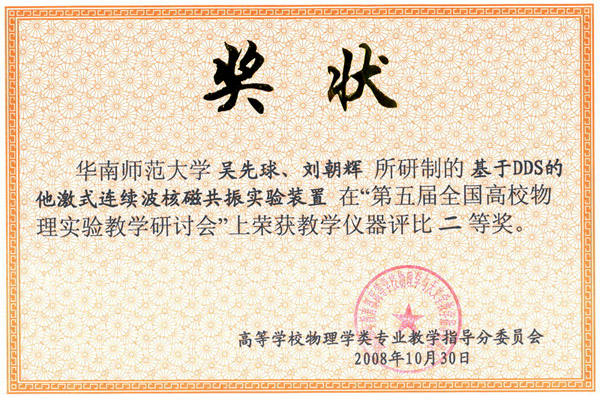 奖状
华南师范大学 吴先球、刘朝辉 所研制的 基于DDS的
他激式连续波核磁共振实验装置 在“第五届全国高校物
理实验教学研讨会”上荣获教学仪器评比 二 等奖。
高等学校物理学类专业教学指导分委员会
2008年10月30日